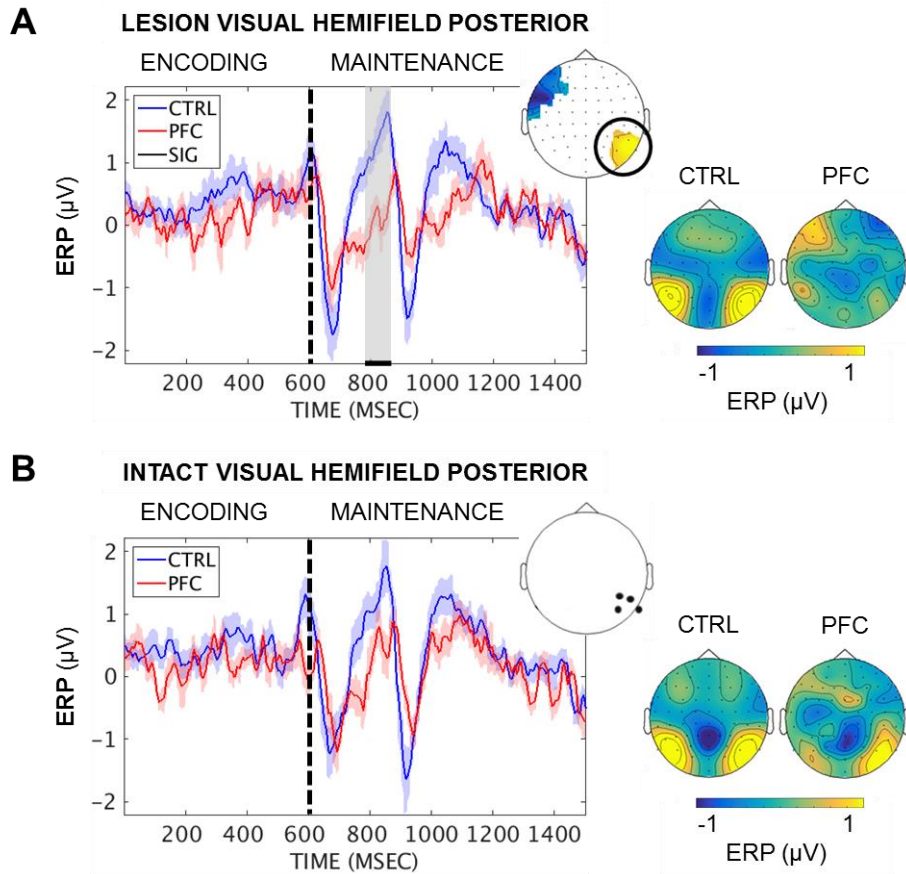 A
LESION VISUAL HEMIFIELD POSTERIOR
ENCODING MAINTENANCE
CTRL
PFC
SIG
2
1
0
-1
-2
ERP (µV)
200 400 600 800 1000 1200 1400
TIME (MSEC)
CTRL PFC
-1 1
ERP (µV)
B
INTACT VISUAL HEMIFIELD POSTERIOR
ENCODING MAINTENANCE
CTRL
PFC
2
1
0
-1
-2
ERP (µV)
200 400 600 800 1000 1200 1400
TIME (MSEC)
CTRL PFC
-1 1
ERP (µV)